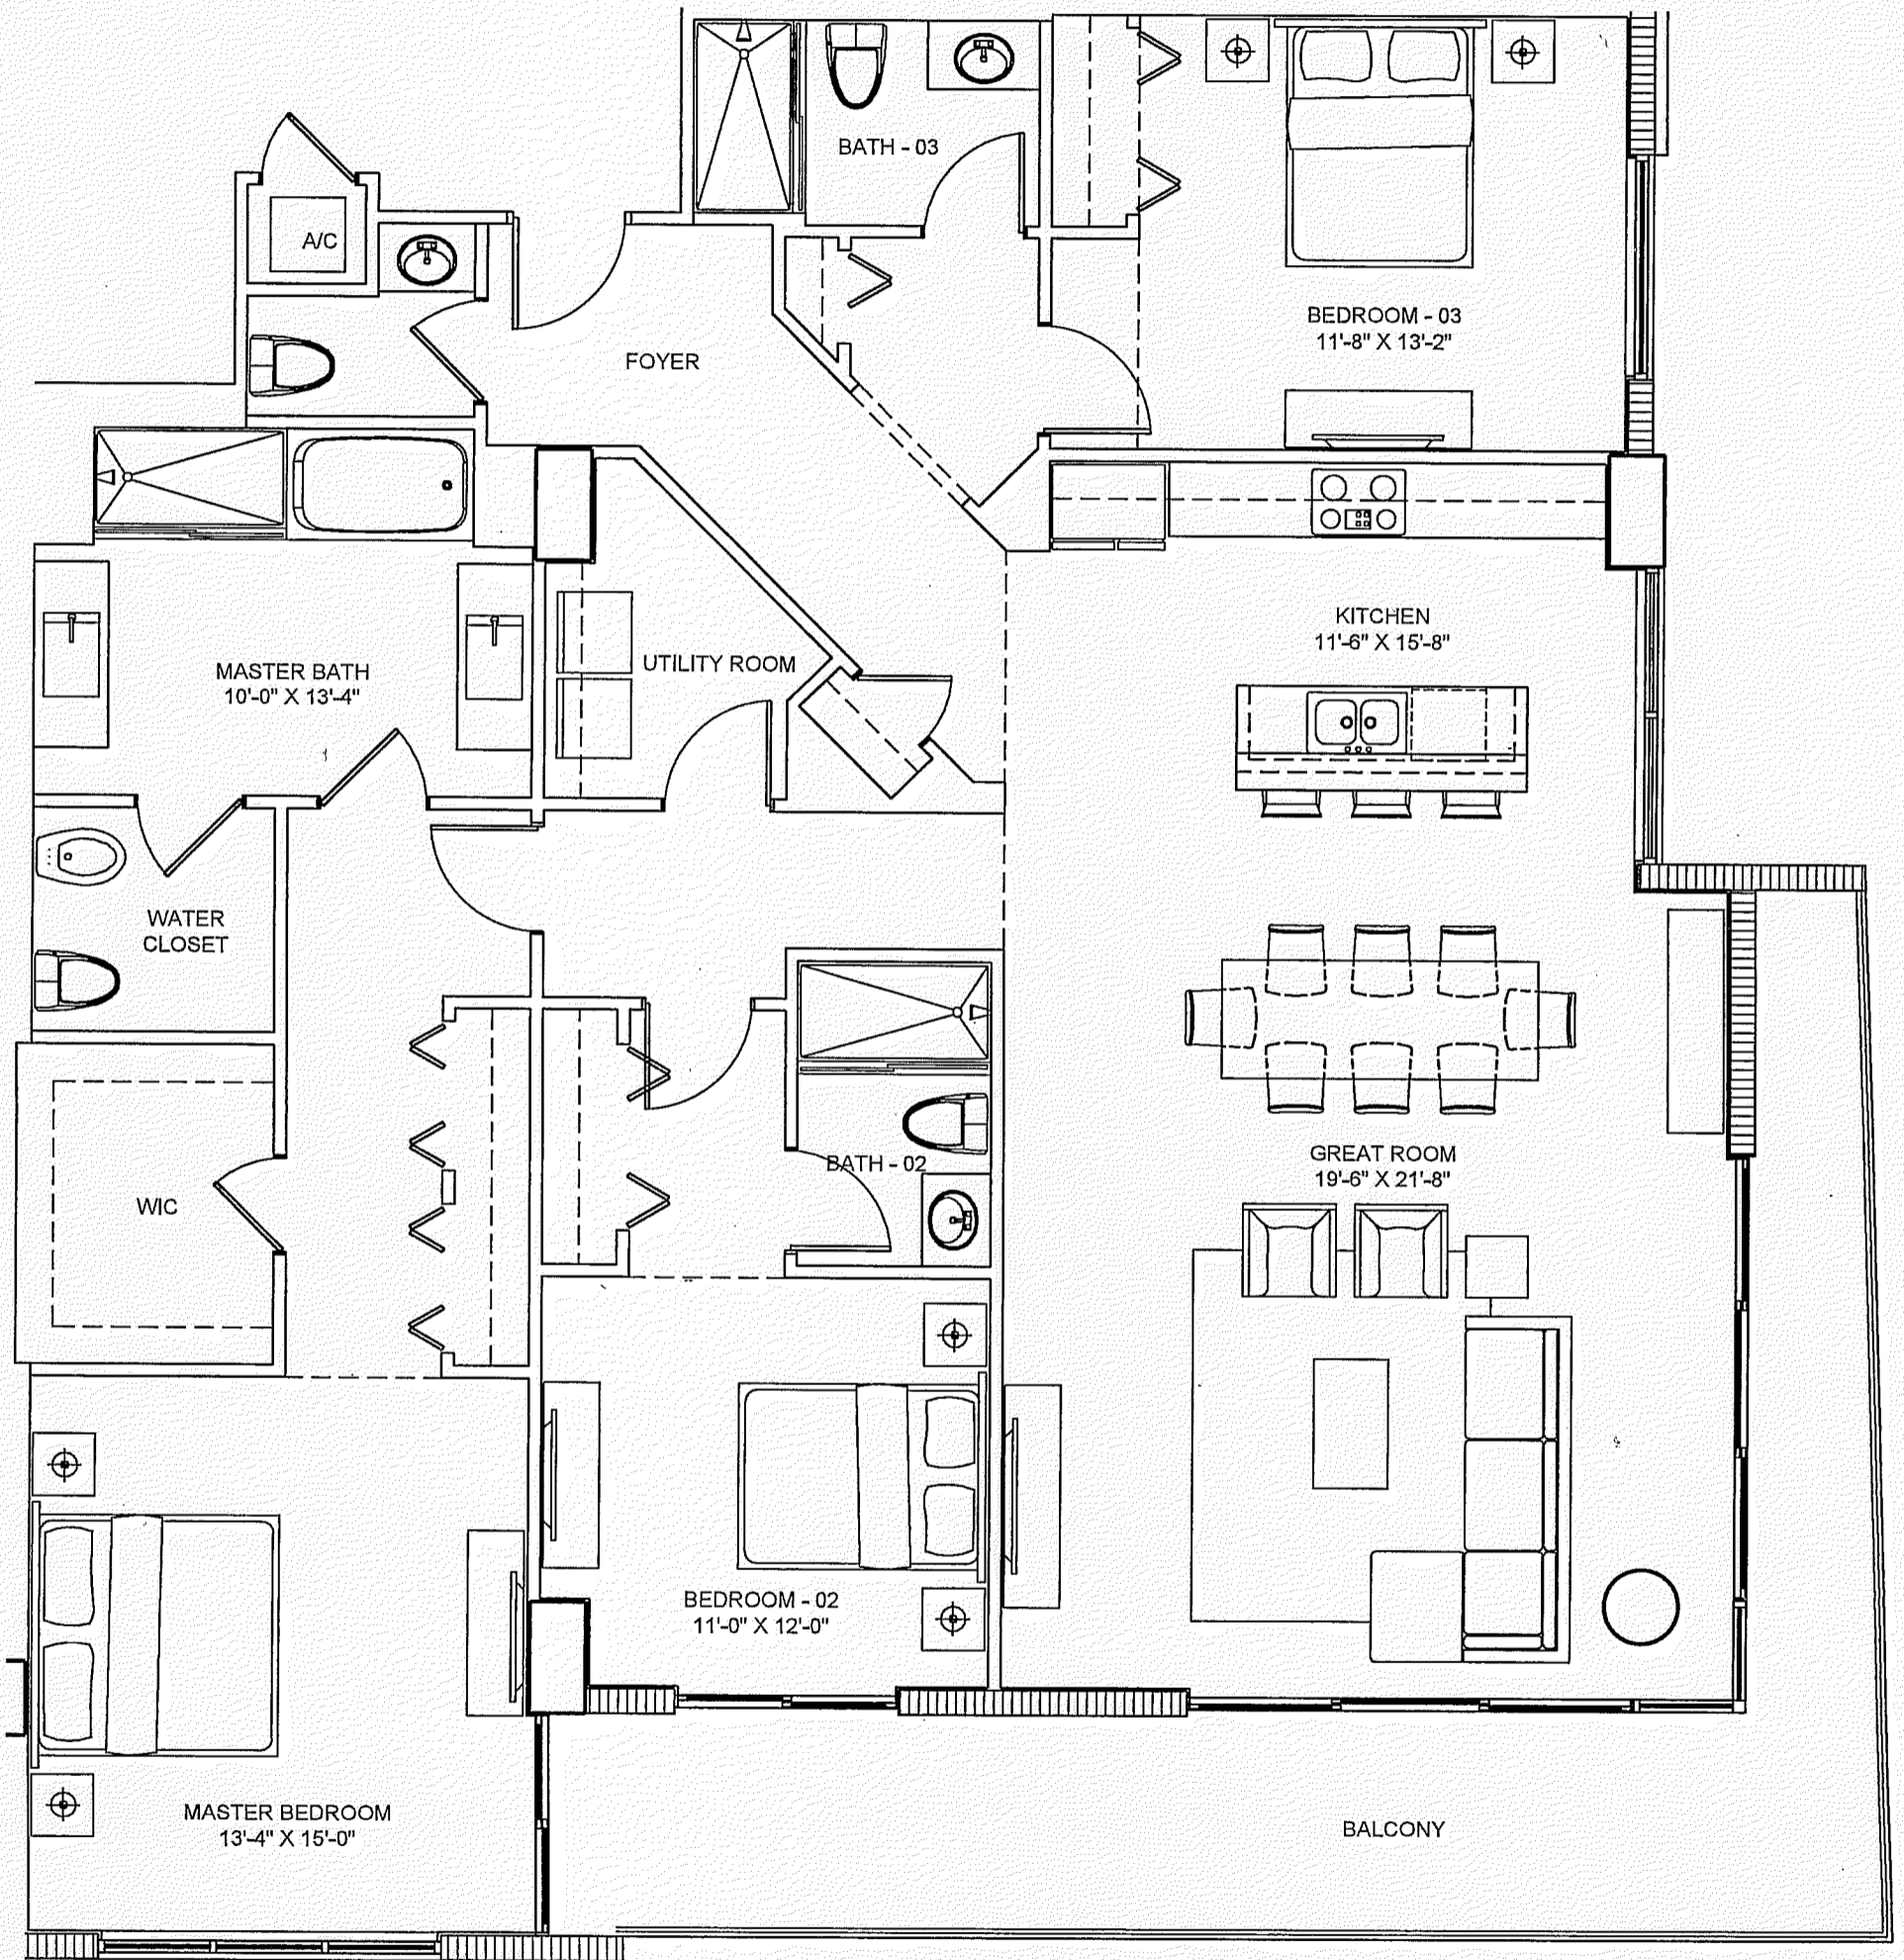 BATH - 03
A/C
BEDROOM - 03
11'-8" X 13'-2"
FOYER
KITCHEN
11'-6" X 15'-8"
UTILITY ROOM
MASTER BATH
10'-0" X 13'-4"
WATER
CLOSET
GREAT ROOM
19'-6" X 21'-8"
BATH - 02
WIC
BEDROOM - 02
11'-0" X 12'-0"
MASTER BEDROOM
13'-4" X 15'-0"
BALCONY